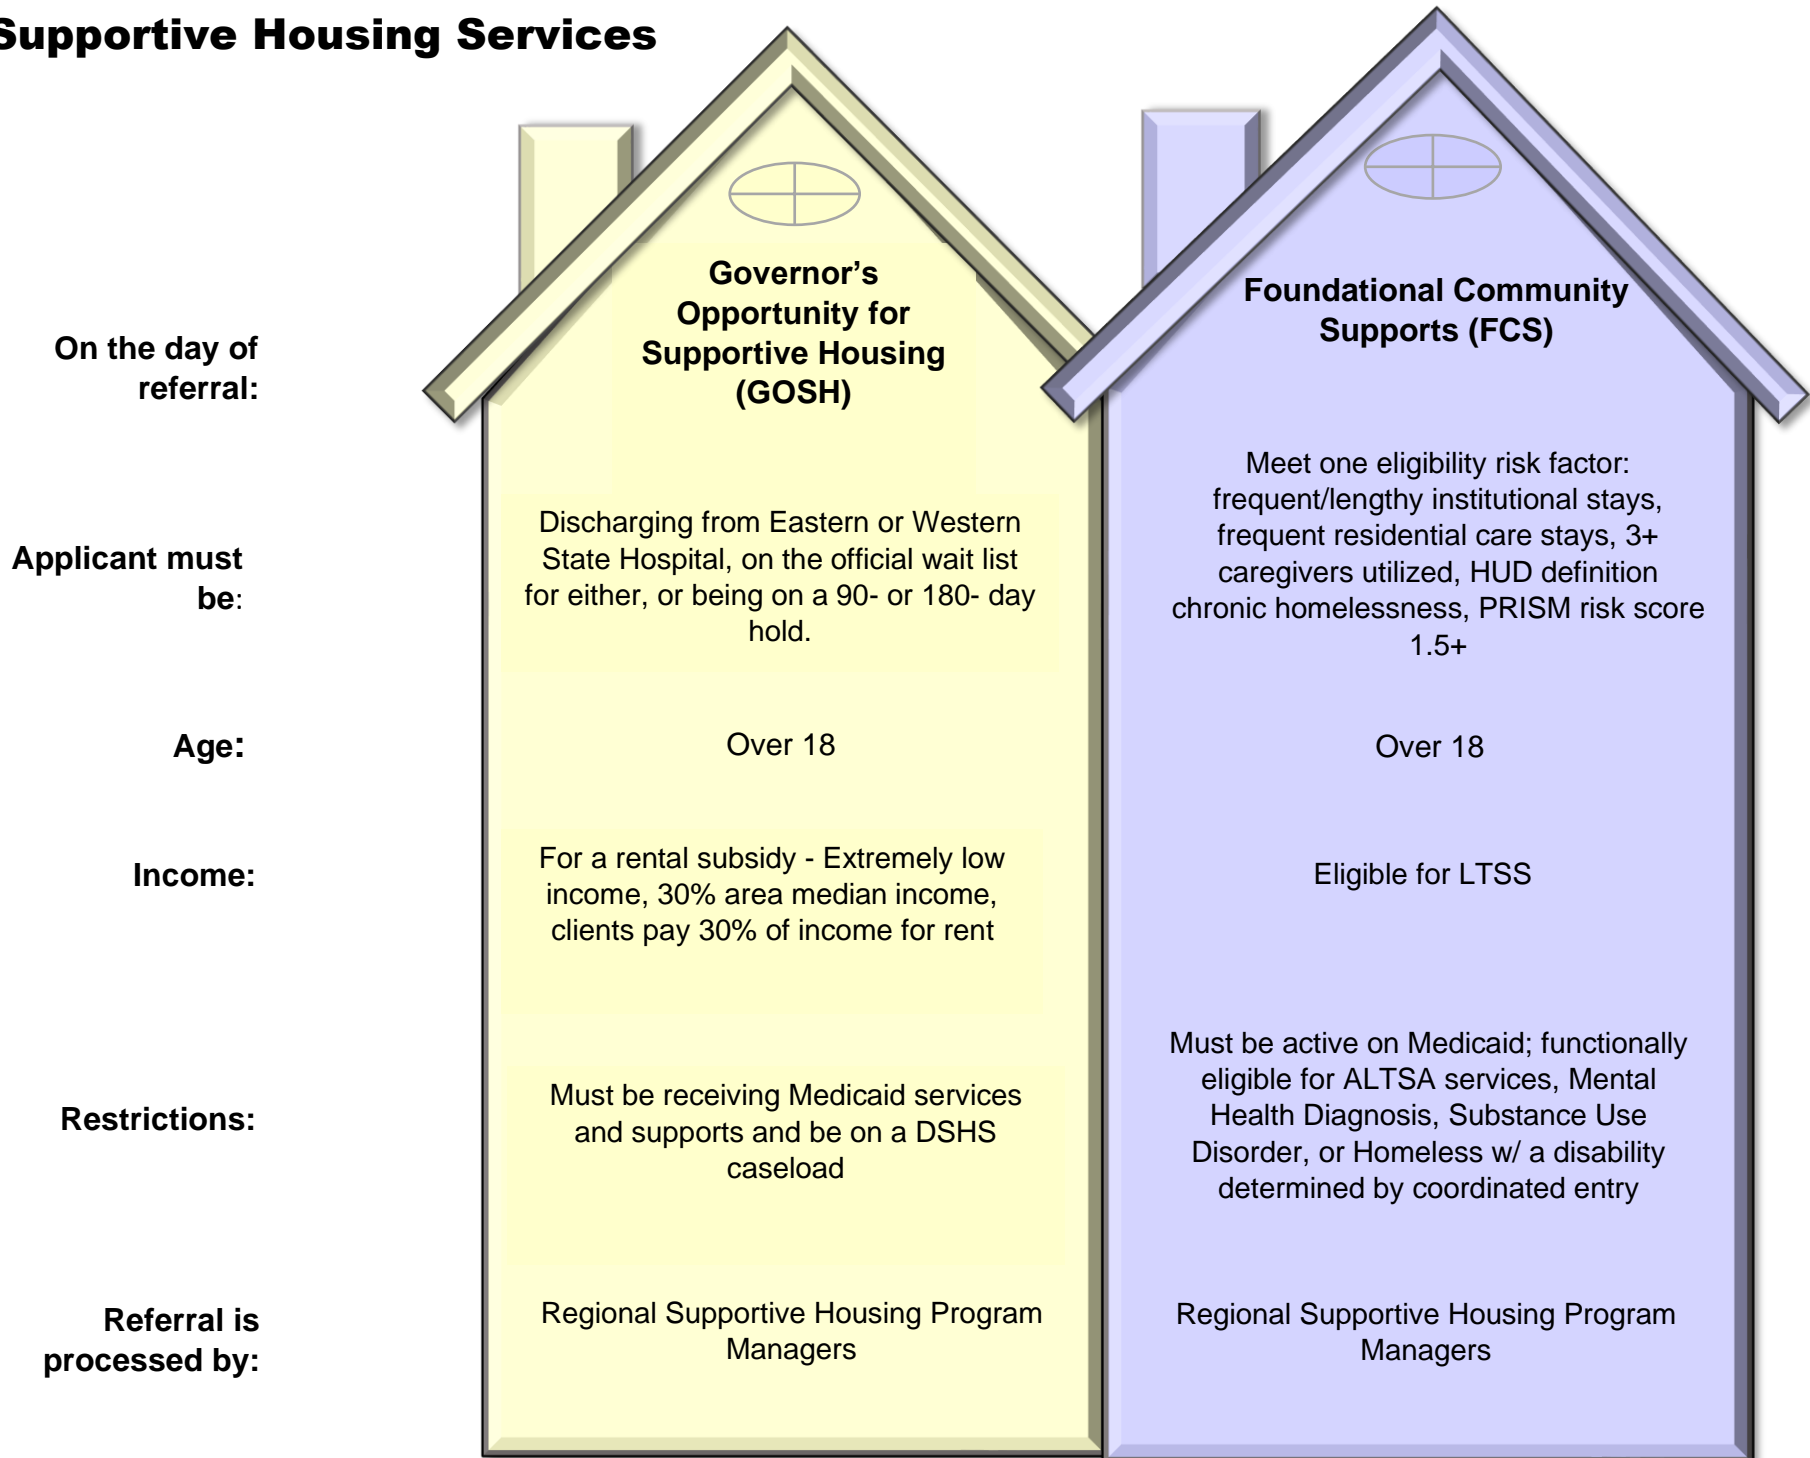 Supportive Housing Services
Governor’s
Opportunity for
Supportive Housing
(GOSH)
Foundational Community
Supports (FCS)
On the day of
referral:
Applicant must
be:
Discharging from Eastern or Western
State Hospital, on the official wait list
for either, or being on a 90- or 180- day
hold.
Meet one eligibility risk factor:
frequent/lengthy institutional stays,
frequent residential care stays, 3+
caregivers utilized, HUD definition
chronic homelessness, PRISM risk score
1.5+
Age:
Over 18
Over 18
Income:
For a rental subsidy - Extremely low
income, 30% area median income,
clients pay 30% of income for rent
Eligible for LTSS
Restrictions:
Must be receiving Medicaid services
and supports and be on a DSHS
caseload
Must be active on Medicaid; functionally
eligible for ALTSA services, Mental
Health Diagnosis, Substance Use
Disorder, or Homeless w/ a disability
determined by coordinated entry
Referral is
processed by:
Regional Supportive Housing Program
Managers
Regional Supportive Housing Program
Managers